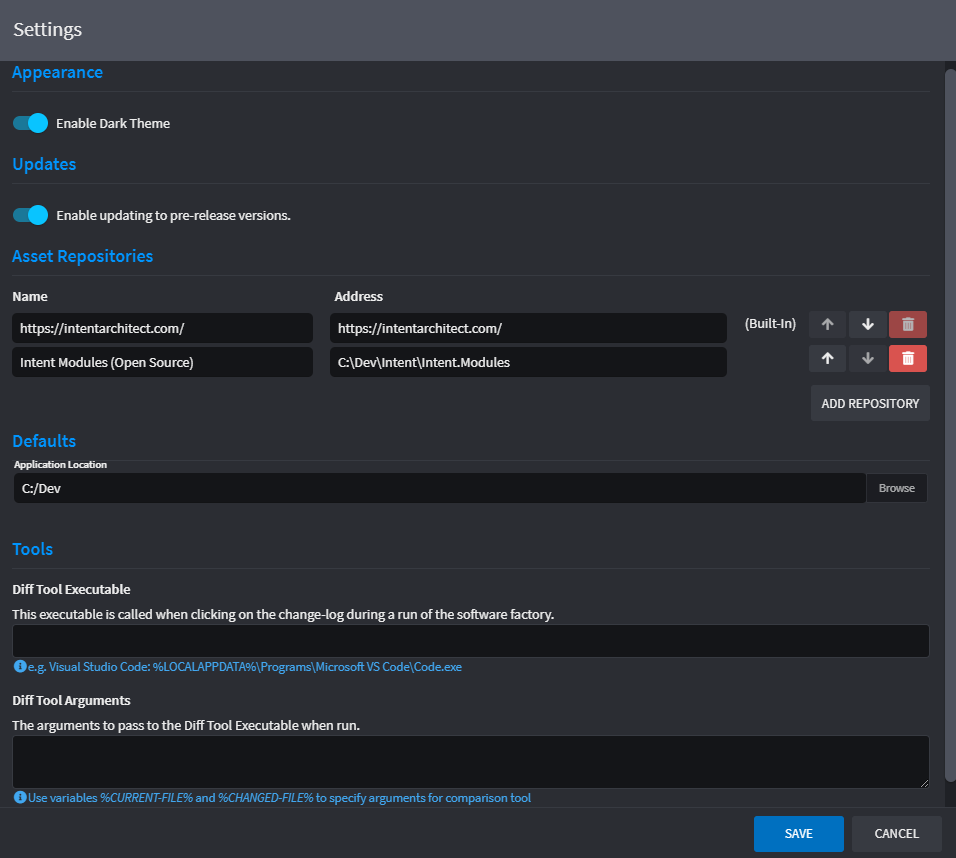 Settings
Appearance
Enable Dark Theme
Updates
Enable updating to pre-release versions.
Asset Repositories
Name Address
https://intentarchitect.com/ https://intentarchitect.com/ (Built-In)
Intent Modules (Open Source) C:\Dev\Intent\Intent.Modules
ADD REPOSITORY
Defaults
Application Location
C:/Dev Browse
Tools
Diff Tool Executable
This executable is called when clicking on the change-log during a run of the software factory.
e.g. Visual Studio Code: %LOCALAPPDATA%\Programs\Microsoft VS Code\Code.exe
Diff Tool Arguments
The arguments to pass to the Diff Tool Executable when run.
Use variables %CURRENT-FILE% and %CHANGED-FILE% to specify arguments for comparison tool
SAVE CANCEL